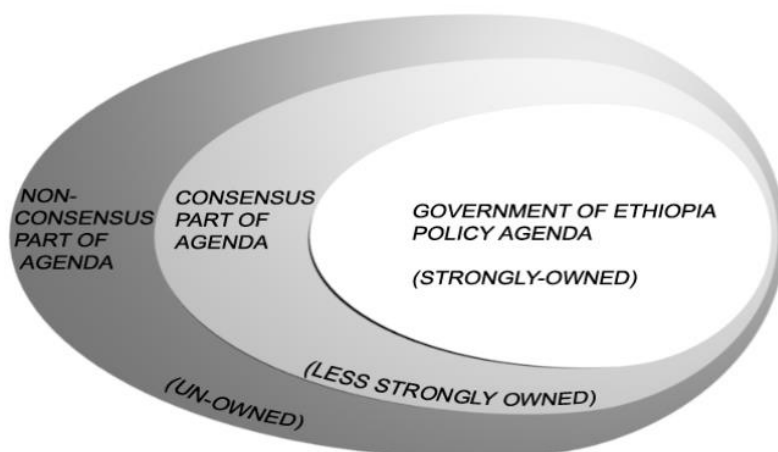 NON-
CONSENSUS
PART OF
AGENDA
CONSENSUS
PART OF
AGENDA
GOVERNMENT OF ETHIOPIA
POLICY AGENDA
(STRONGLY-OWNED)
(LESS STRONGLY OWNED)
(UN-OWNED)